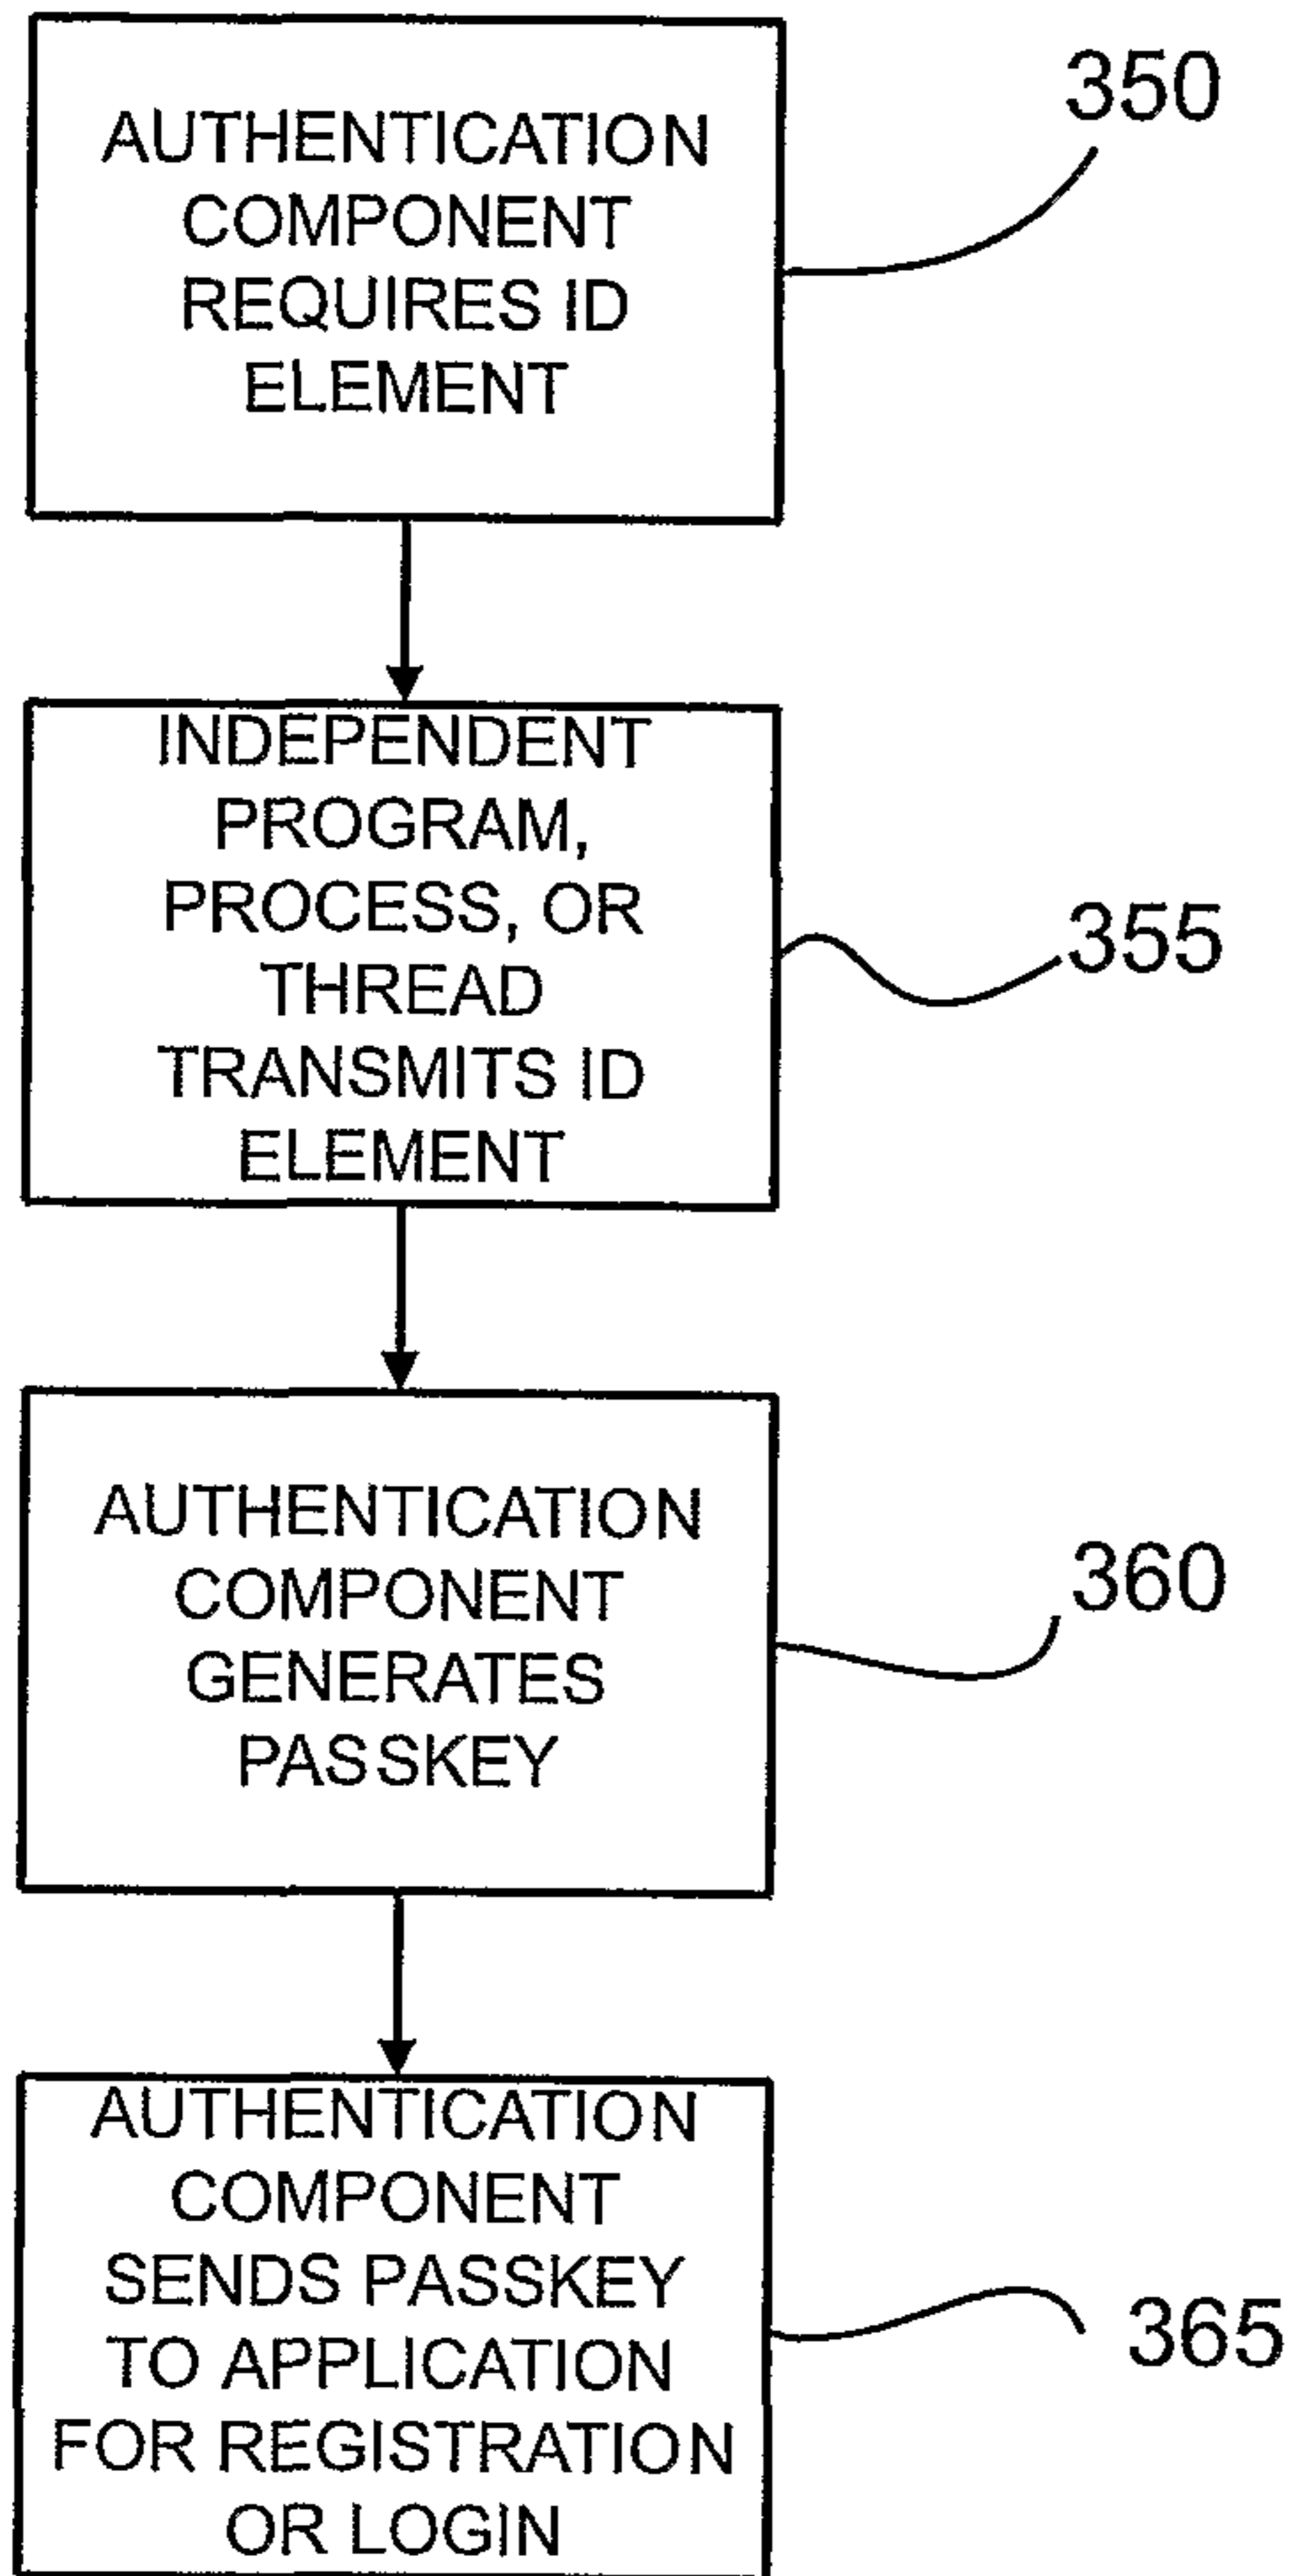 AUTHENTICATION
COMPONENT
REQUIRES ID
ELEMENT
350
INDEPENDENT
PROGRAM,
PROCESS, OR
THREAD
TRANSMITS ID
ELEMENT
355
AUTHENTICATION
COMPONENT
GENERATES
PASSKEY
360
AUTHENTICATION
COMPONENT
SENDS PASSKEY
TO APPLICATION
FOR REGISTRATION
OR LOGIN
365